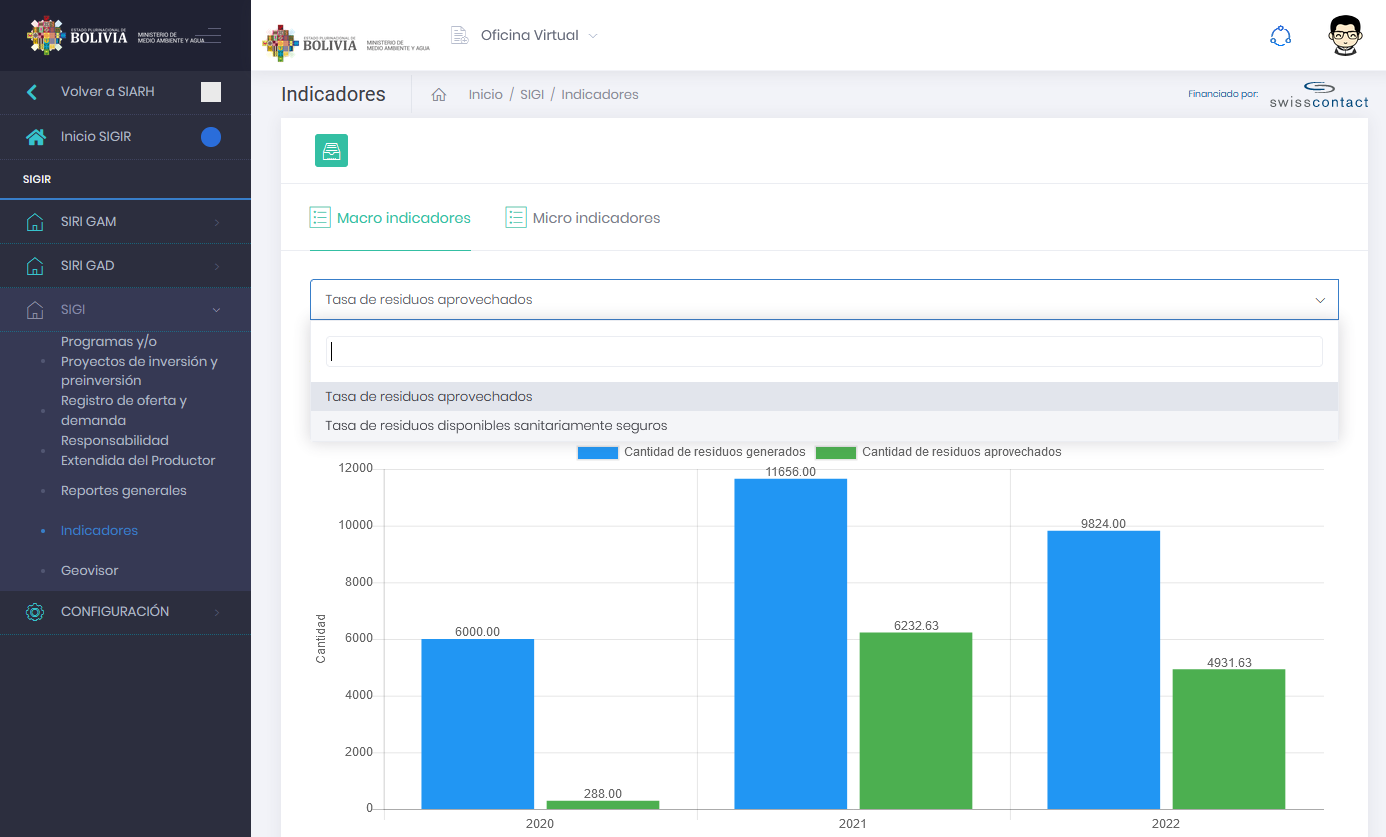 ESTADO PLURINACIONAL DE
BOLIVIA
MINISTERIO DE
MEDIO AMBIENTE Y AGUA
Volver a SIARH
Inicio SIGIR
SIGIR
SIRI GAM
SIRI GAD
SIGI
Programas y/o
Proyectos de inversión y
preinversión
Registro de oferta y
demanda
Responsabilidad
Extendida del Productor
Reportes generales
Indicadores
Geovisor
CONFIGURACIÓN
ESTADO PLURINACIONAL DE
BOLIVIA
MINISTERIO DE
MEDIO AMBIENTE Y AGUA
Oficina Virtual
Indicadores
Inicio / SIGI / Indicadores
Financiado por:
swisscontact
Macro indicadores
Micro indicadores
Tasa de residuos aprovechados
Tasa de residuos aprovechados
Tasa de residuos disponibles sanitariamente seguros
Cantidad de residuos generados
Cantidad de residuos aprovechados
Cantidad
12000
10000
8000
6000
4000
2000
0
6000.00
288.00
11656.00
6232.63
9824.00
4931.63
2020
2021
2022